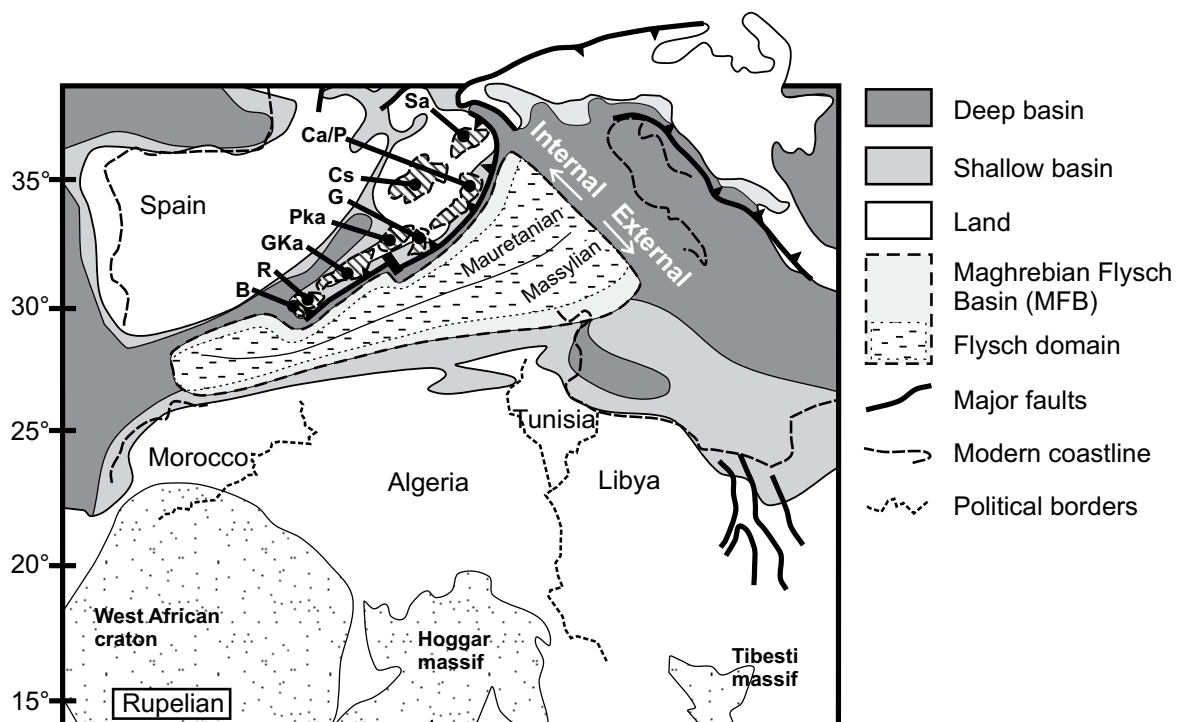 Sa
Ca/P
Cs
G
Pka
GKa
R
B
35°
30°
25°
20°
15°
Spain
Internal
External
Mauretanian
Massylian
Morocco
Algeria
Tunisia
Libya
West African
craton
Hoggar
massif
Tibesti
massif
Rupelian
Deep basin
Shallow basin
Land
Maghrebian Flysch
Basin (MFB)
Flysch domain
Major faults
Modern coastline
Political borders